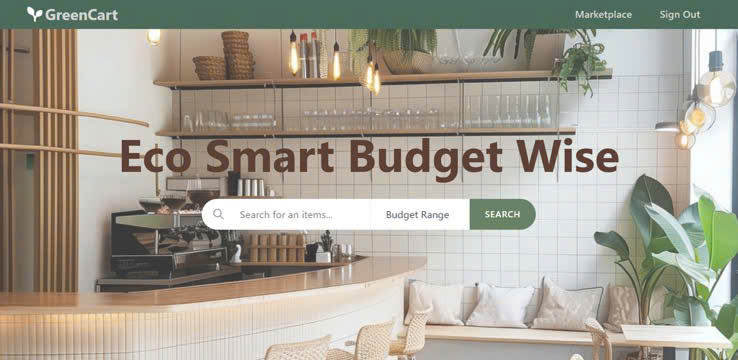 GreenCart
Marketplace
Sign Out
Eco Smart Budget Wise
Search for an items...
Budget Range
SEARCH